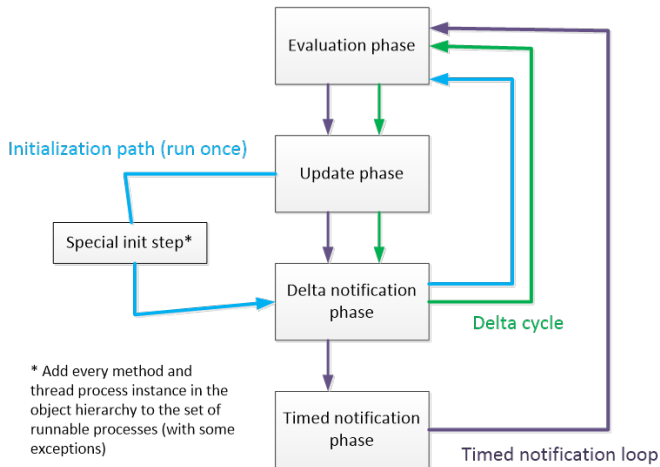 Evaluation phase
Initialization path (run once)
Update phase
Special init step*
Delta notification
phase
Delta cycle
* Add every method and
thread process instance in the
object hierarchy to the set of
runnable processes (with some
exceptions)
Timed notification
phase
Timed notification loop